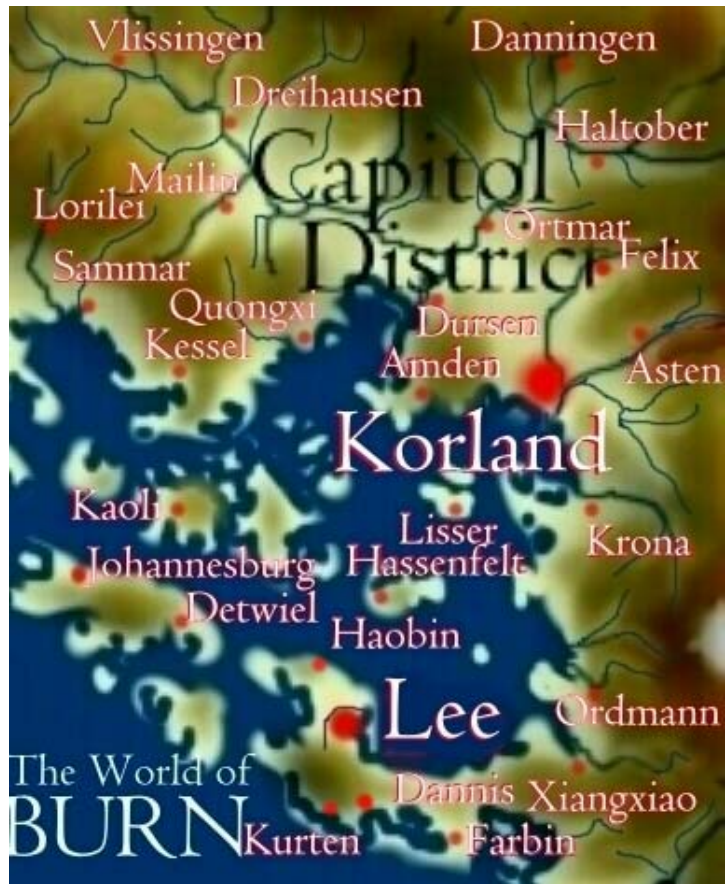 Vlissingen
Danningen
Dreihausen
Haltober
Capitol
District
Mailin
Lorilei
Ortmar
Felix
Sammar
Quongxi
Dursen
Kessel
Amden
Asten
Korland
Kaoli
Lisser
Krona
Johannesburg
Hassenfelt
Detwiel
Haobin
Lee
Ordmann
The World of
BURN
Dannis
Xiangxiao
Kurten
Farbin